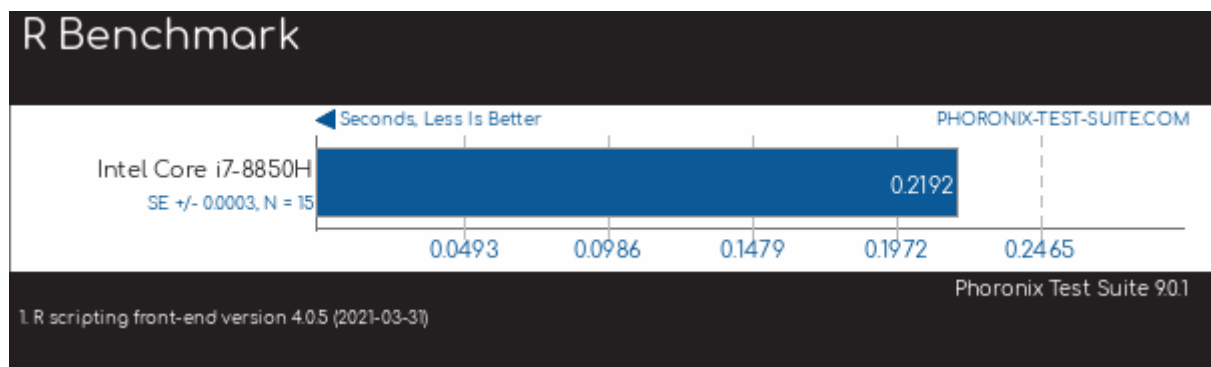 R Benchmark
Seconds, Less Is Better
PHORONIX-TEST-SUITE.COM
Intel Core i7-8850H
0.2192
SE +/- 0.0003, N = 15
0.0493 0.0986 0.1479 0.1972 0.2465
Phoronix Test Suite 9.0.1
1. R scripting front-end version 4.0.5 (2021-03-31)